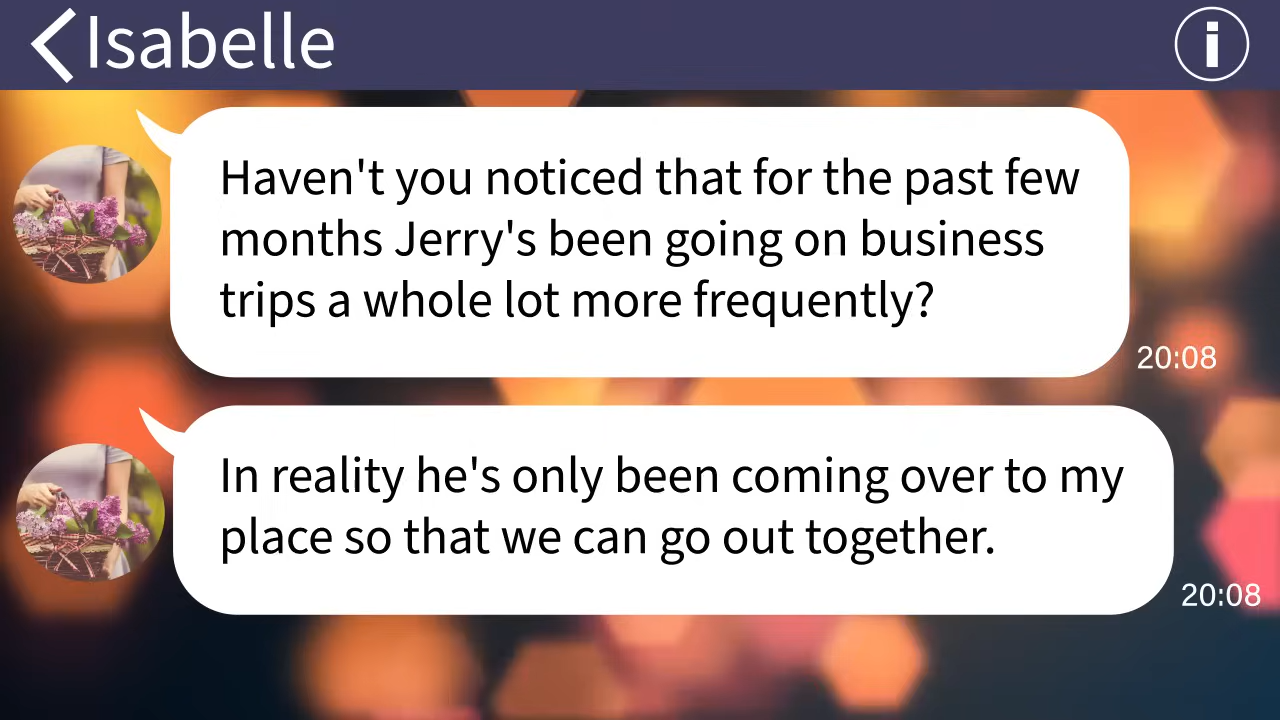 Isabelle
Haven't you noticed that for the past few
months Jerry's been going on business
trips a whole lot more frequently?
20:08
In reality he's only been coming over to my
place so that we can go out together.
20:08